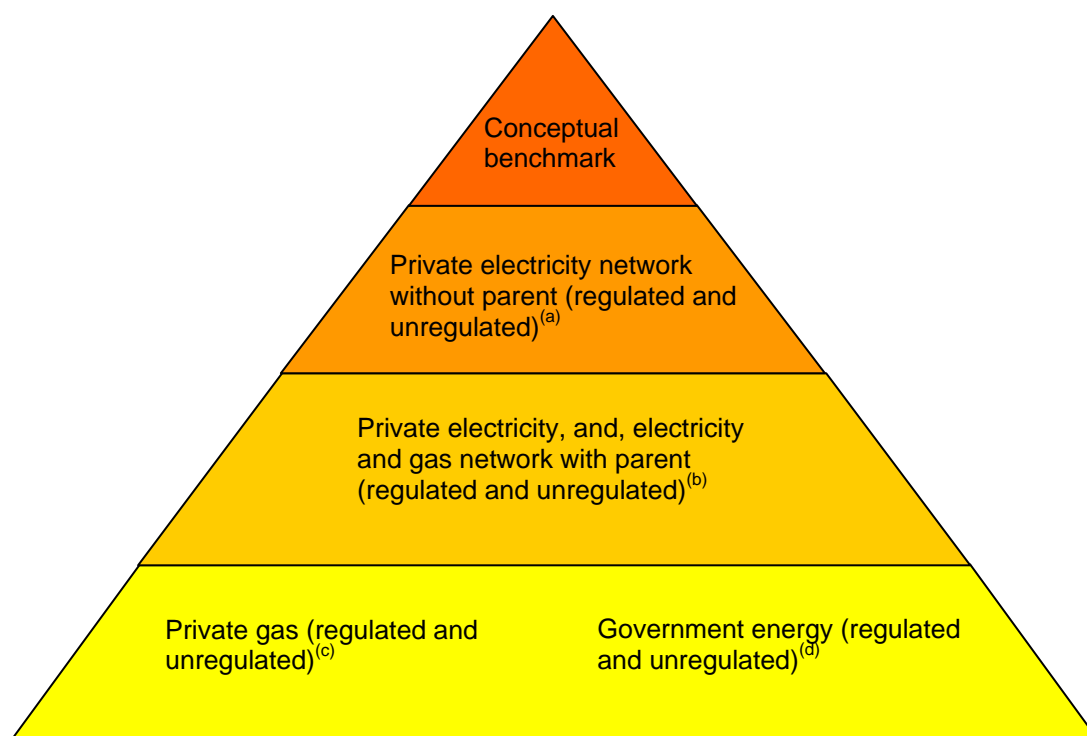 Conceptual
benchmark
Private electricity network
without parent (regulated and
unregulated)(a)
Private electricity, and, electricity
and gas network with parent
(regulated and unregulated)(b)
Private gas (regulated and
unregulated)(c)
Government energy (regulated
and unregulated)(d)